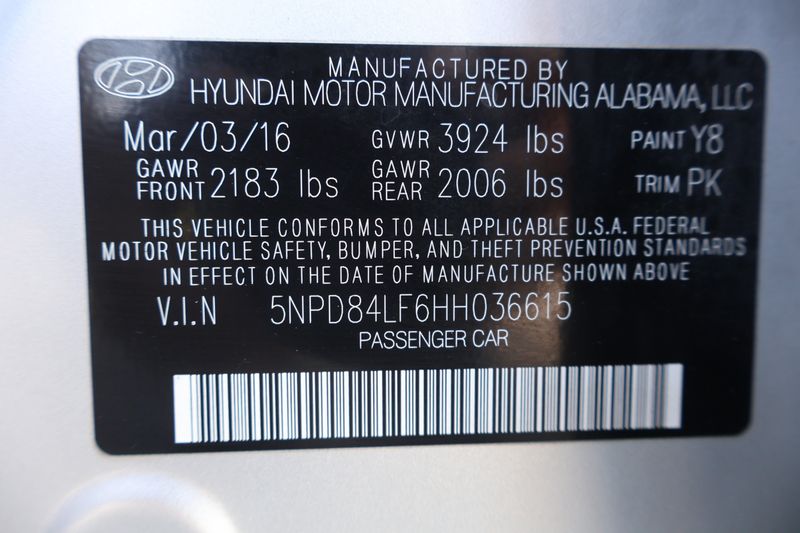 MANUFACTURED BY
HYUNDAI MOTOR MANUFACTURING ALABAMA, LLC
Mar/03/16 GVWR 3924 lbs PAINT Y8
GAWR FRONT 2183 lbs GAWR REAR 2006 lbs TRIM PK
THIS VEHICLE CONFORMS TO ALL APPLICABLE U.S.A. FEDERAL
MOTOR VEHICLE SAFETY, BUMPER, AND THEFT PREVENTION STANDARDS
IN EFFECT ON THE DATE OF MANUFACTURE SHOWN ABOVE
V.I.N 5NPD84LF6HH036615
PASSENGER CAR